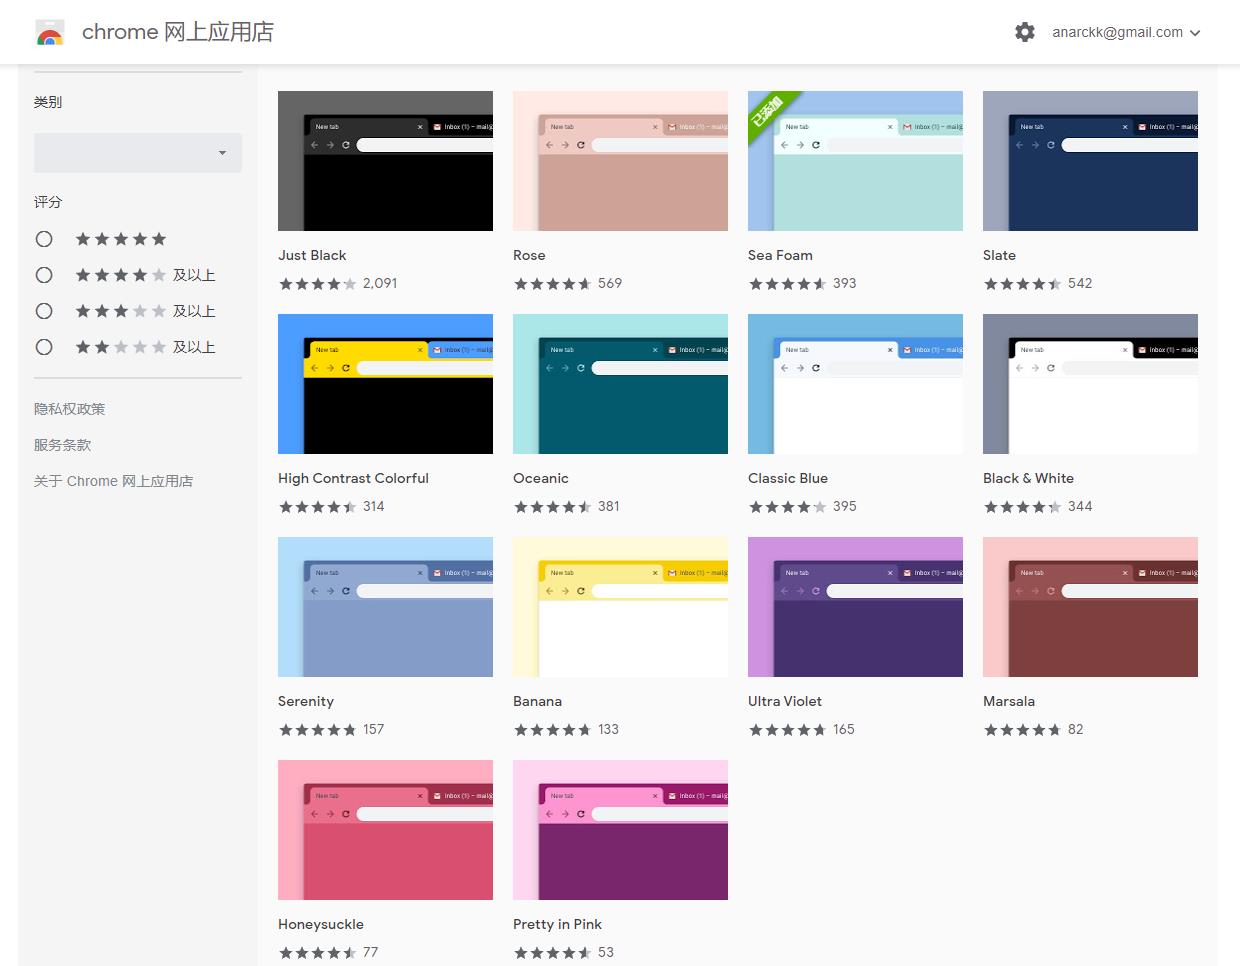 chrome 网上应用店
anarckk@gmail.com
类别
评分
及以上
及以上
及以上
隐私权政策
服务条款
关于 Chrome 网上应用店
New tab
Inbox (1) – mail@
New tab
Inbox (1) – mail@
已添加
New tab
Inbox (1) – mail@
New tab
Inbox (1) – mail@
Just Black
Rose
Sea Foam
Slate
2,091
569
393
542
New tab
Inbox (1) – mail@
New tab
Inbox (1) – mail@
New tab
Inbox (1) – mail@
New tab
Inbox (1) – mail@
High Contrast Colorful
Oceanic
Classic Blue
Black & White
314
381
395
344
New tab
Inbox (1) – mail@
New tab
Inbox (1) – mail@
New tab
Inbox (1) – mail@
New tab
Inbox (1) – mail@
Serenity
Banana
Ultra Violet
Marsala
157
133
165
82
New tab
Inbox (1) – mail@
New tab
Inbox (1) – mail@
Honeysuckle
Pretty in Pink
77
53